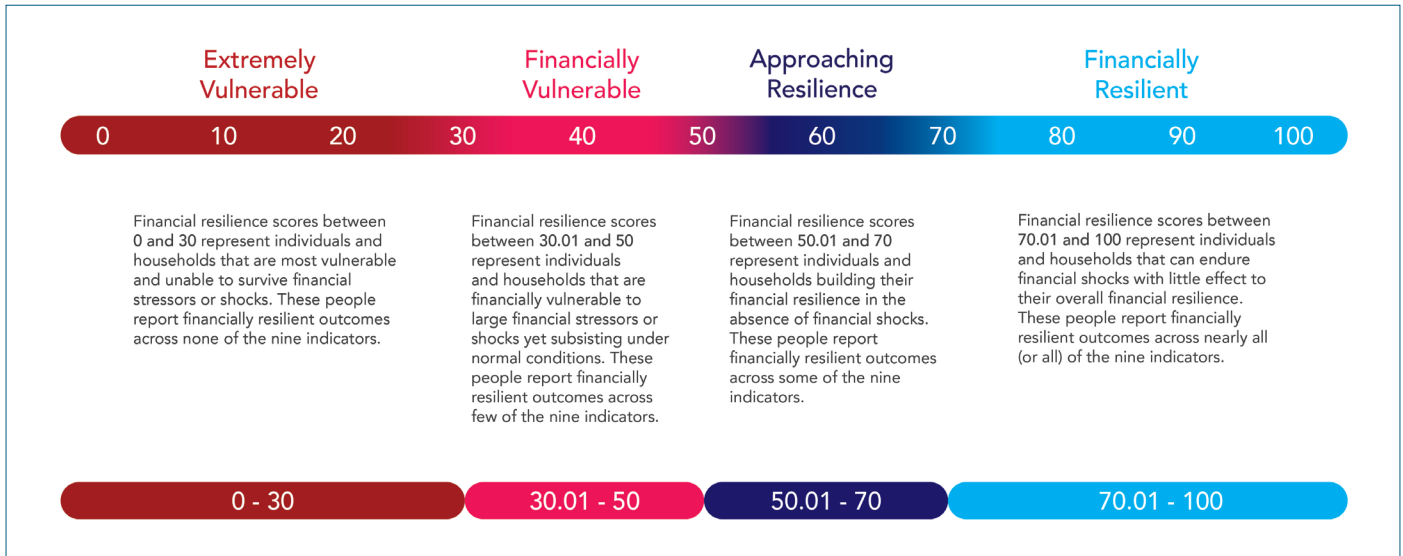 Extremely
Vulnerable
Financially
Vulnerable
Approaching
Resilience
Financially
Resilient
0 10 20 30 40 50 60 70 80 90 100
Financial resilience scores between
0 and 30 represent individuals and
households that are most vulnerable
and unable to survive financial
stressors or shocks. These people
report financially resilient outcomes
across none of the nine indicators.
Financial resilience scores
between 30.01 and 50
represent individuals
and households that are
financially vulnerable to
large financial stressors or
shocks yet subsisting under
normal conditions. These
people report financially
resilient outcomes across
few of the nine indicators.
Financial resilience scores
between 50.01 and 70
represent individuals and
households building their
financial resilience in the
absence of financial shocks.
These people report
financially resilient outcomes
across some of the nine
indicators.
Financial resilience scores between
70.01 and 100 represent individuals
and households that can endure
financial shocks with little effect to
their overall financial resilience.
These people report financially
resilient outcomes across nearly all
(or all) of the nine indicators.
0 - 30
30.01 - 50
50.01 - 70
70.01 - 100